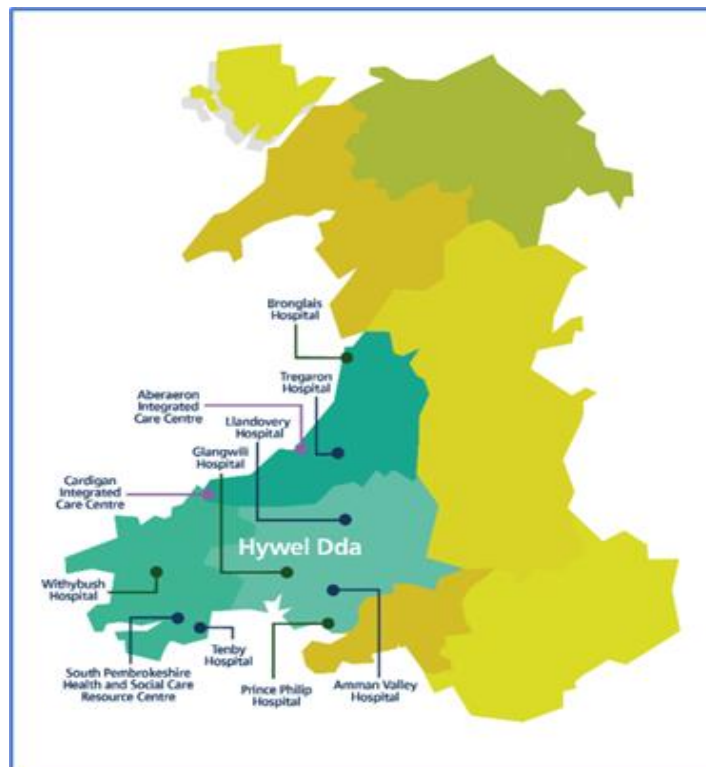 Bronglais
Hospital
Tregaron
Hospital
Aberaeron
Integrated
Care Centre
Llandovery
Hospital
Glangwili
Hospital
Cardigan
Integrated
Care Centre
Hywel Dda
Withybush
Hospital
Tenby
Hospital
South Pembrokeshire
Health and Social Care
Resource Centre
Prince Philip
Hospital
Amman Valley
Hospital